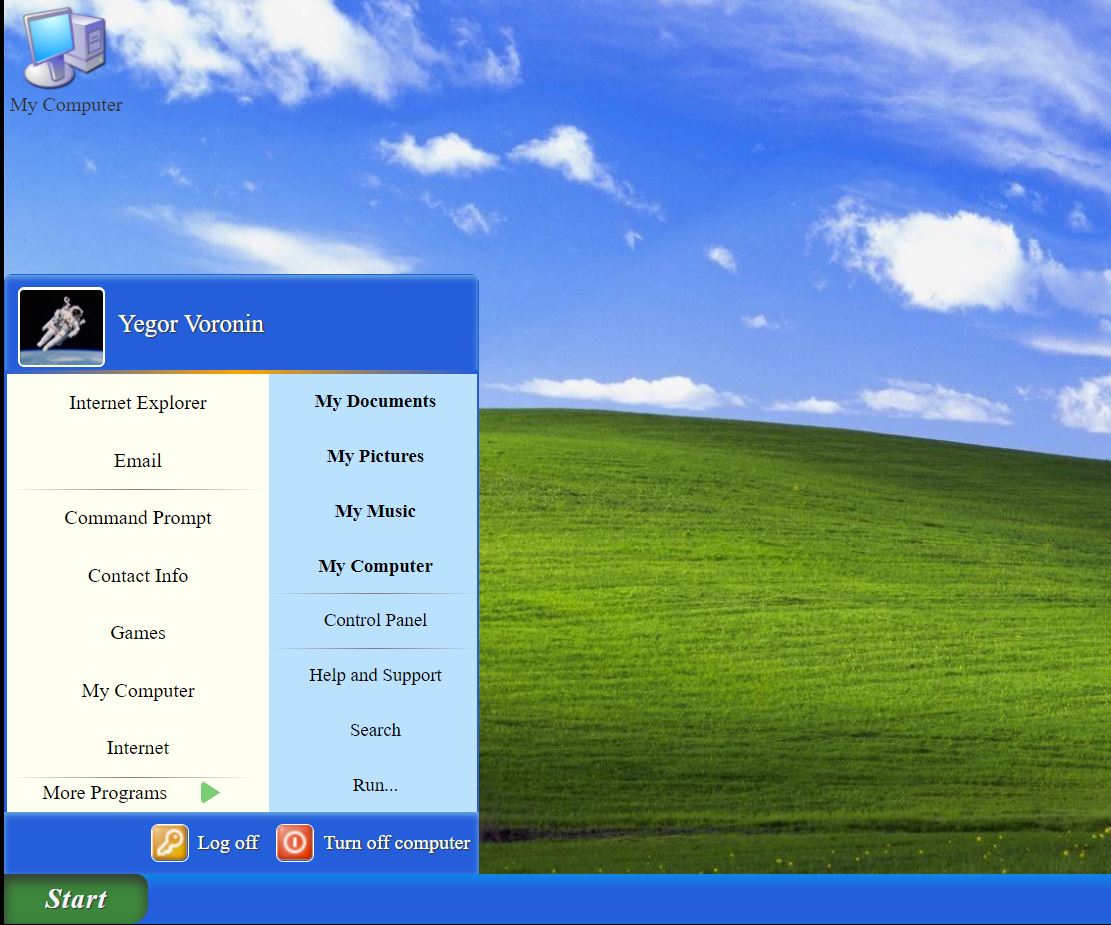 My Computer
Yegor Voronin
Internet Explorer
Email
Command Prompt
Contact Info
Games
My Computer
Internet
More Programs
My Documents
My Pictures
My Music
My Computer
Control Panel
Help and Support
Search
Run...
Log off
Turn off computer
Start